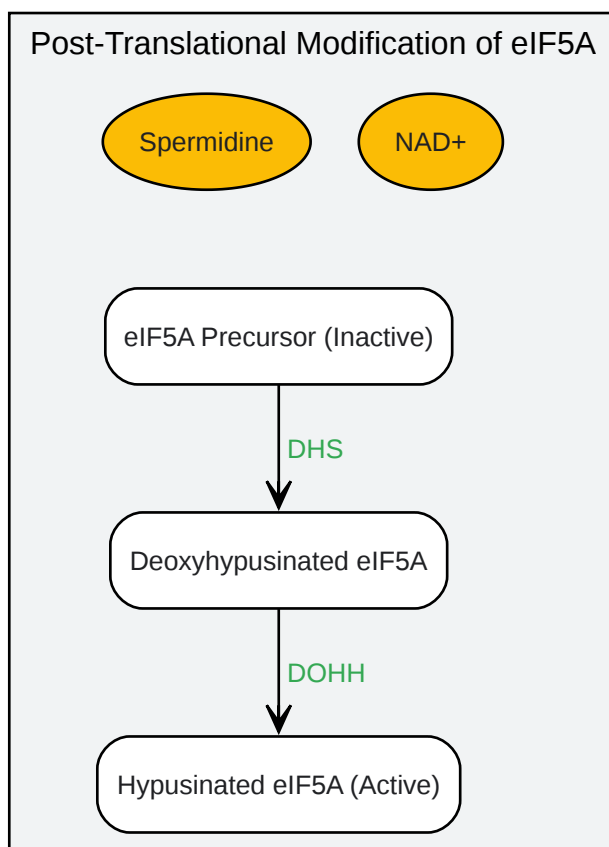 Post-Translational Modification of eIF5A
Spermidine
NAD+
eIF5A Precursor (Inactive)
DHS
Deoxyhypusinated eIF5A
DOHH
Hypusinated eIF5A (Active)